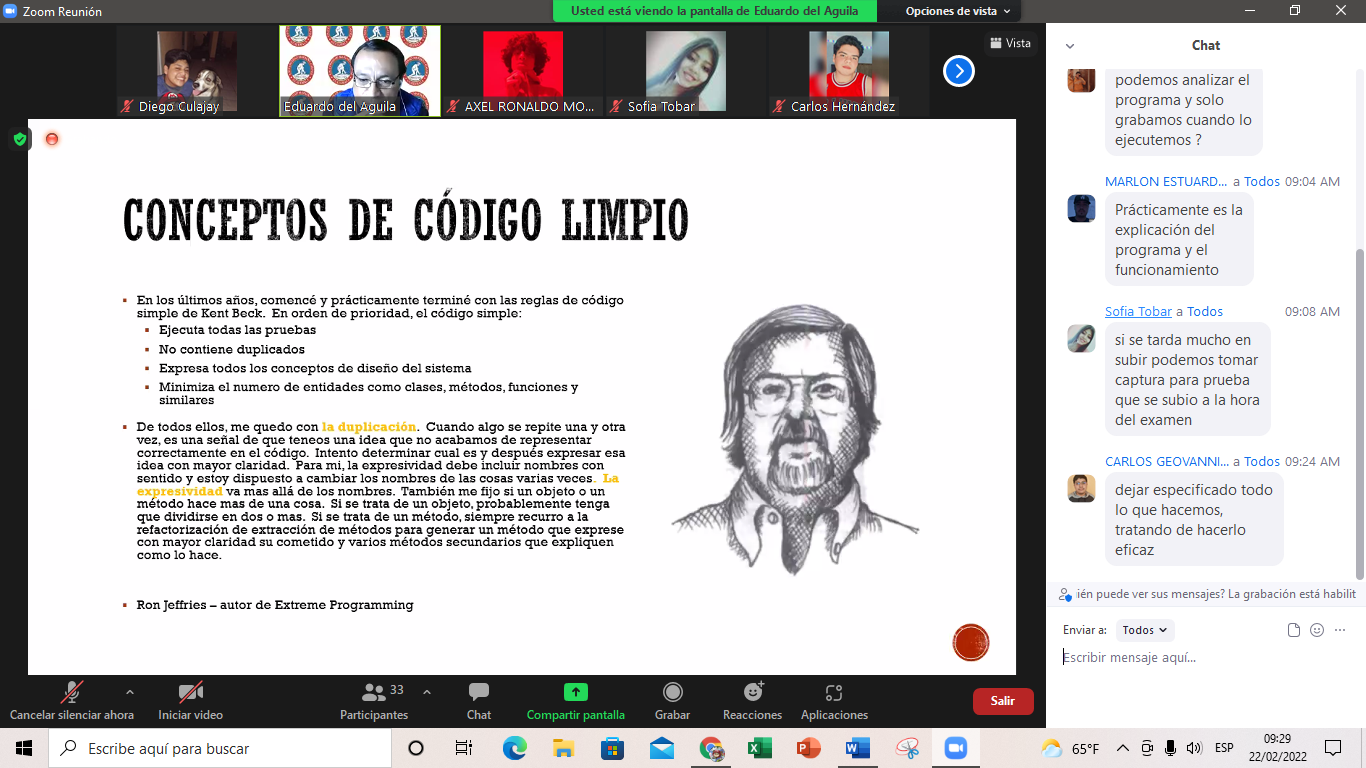 Zoom Reunión
Usted está viendo la pantalla de Eduardo del Aguila
Opciones de vista
Diego Culajay
Eduardo del Aguila
AXEL RONALDO MO...
Sofia Tobar
Carlos Hernández
Vista
CONCEPTOS DE CÓDIGO LIMPIO
En los últimos años, comencé y prácticamente terminé con las reglas de código
simple de Kent Beck. En orden de prioridad, el código simple:
Ejecuta todas las pruebas
No contiene duplicados
Expresa todos los conceptos de diseño del sistema
Minimiza el numero de entidades como clases, métodos, funciones y
similares
De todos ellos, me quedo con la duplicación. Cuando algo se repite una y otra
vez, es una señal de que teneos una idea que no acabamos de representar
correctamente en el código. Intento determinar cual es y después expresar esa
idea con mayor claridad. Para mi, la expresividad debe incluir nombres con
sentido y estoy dispuesto a cambiar los nombres de las cosas varias veces. La
expresividad va mas allá de los nombres. También me fijo si un objeto o un
método hace mas de una cosa. Si se trata de un objeto, probablemente tenga
que dividirse en dos o mas. Si se trata de un método, siempre recurro a la
refactorización de extracción de métodos para generar un método que exprese
con mayor claridad su cometido y varios métodos secundarios que expliquen
como lo hace.
Ron Jeffries – autor de Extreme Programming
Chat
podemos analizar el
programa y solo
grabamos cuando lo
ejecutemos ?
MARLON ESTUARD... a Todos 09:04 AM
Prácticamente es la
explicación del
programa y el
funcionamiento
Sofia Tobar a Todos 09:08 AM
si se tarda mucho en
subir podemos tomar
captura para prueba
que se subio a la hora
del examen
CARLOS GEOVANNI... a Todos 09:24 AM
dejar especificado todo
lo que hacemos,
tratando de hacerlo
eficaz
ién puede ver sus mensajes? La grabación está habilit
Enviar a: Todos
Escribir mensaje aquí...
Cancelar silenciar ahora
Iniciar video
33
Participantes
Chat
Compartir pantalla
Grabar
Reacciones
Aplicaciones
Salir
Escribe aquí para buscar
65°F
ESP
09:29
22/02/2022